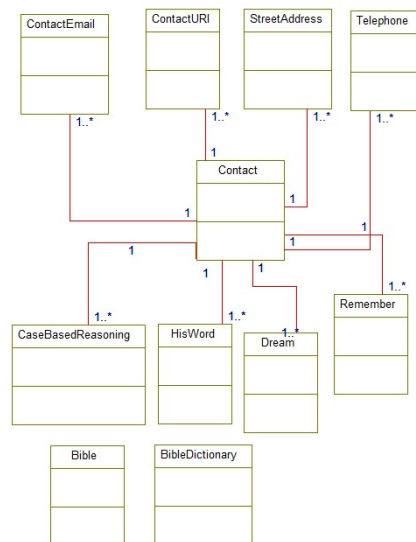 ContactEmail
ContactURI
StreetAddress
Telephone
1..*
1..*
1..*
1..*
1
Contact
1
1
1
1
1
1
1
1..*
1..*
1..*
1..*
CaseBasedReasoning
HisWord
Dream
Remember
Bible
BibleDictionary